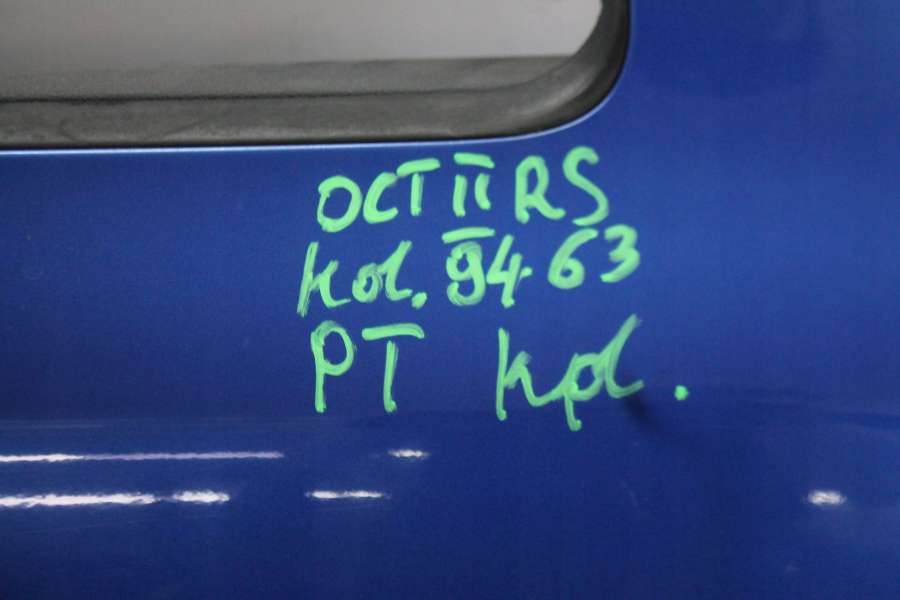 OCT II RS
kol. 9463
PT kpl.